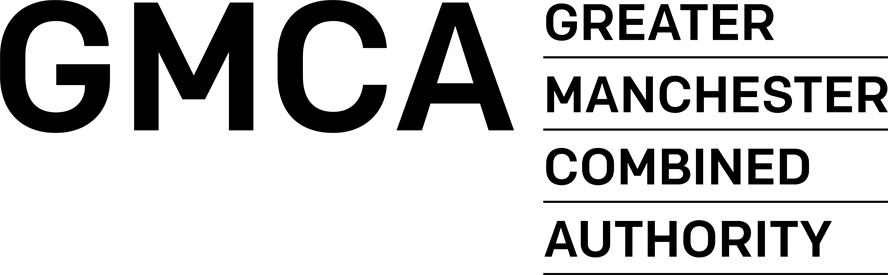 GMCA
GREATER
MANCHESTER
COMBINED
AUTHORITY